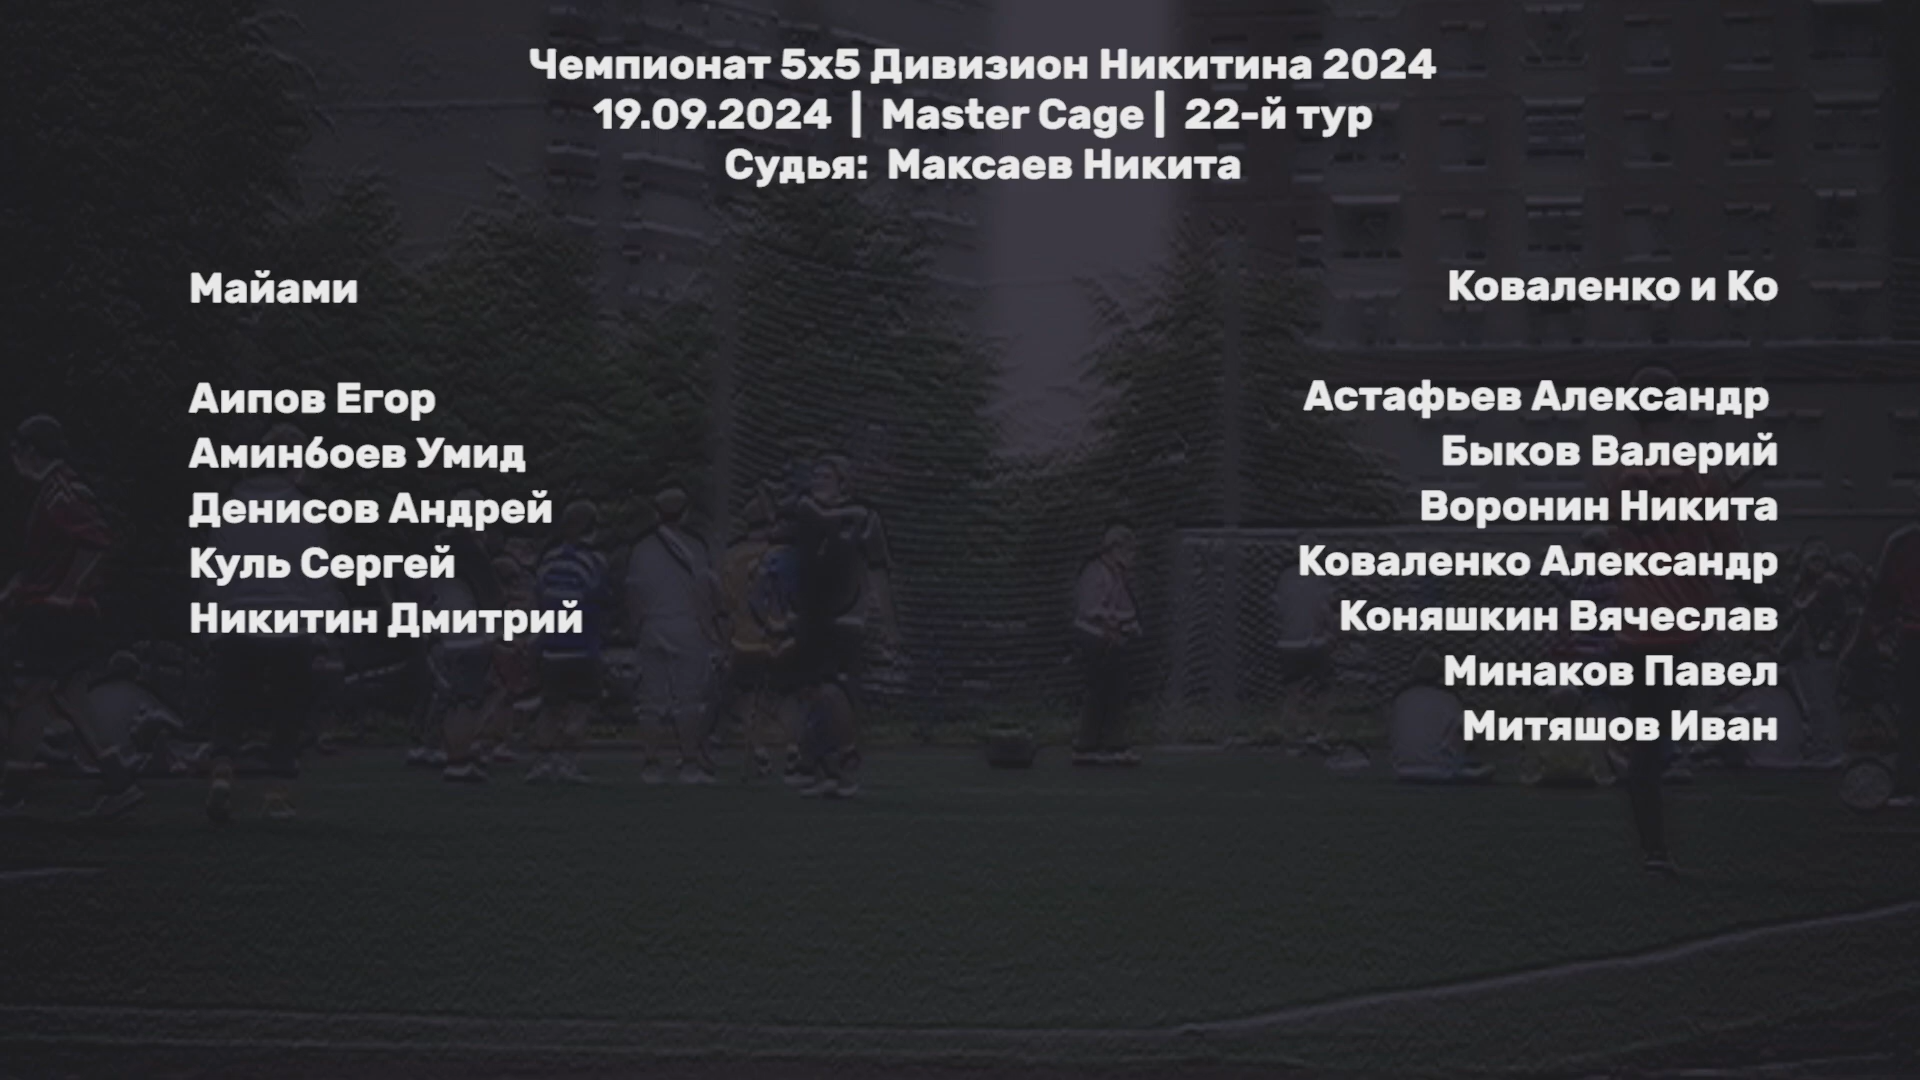 Чемпионат 5х5 Дивизион Никитина 2024
19.09.2024 | Master Cage | 22-й тур
Судья: Максаев Никита
Майами
Коваленко и Ко
Аипов Егор
Аминбоев Умид
Денисов Андрей
Куль Сергей
Никитин Дмитрий
Астафьев Александр
Быков Валерий
Воронин Никита
Коваленко Александр
Коняшкин Вячеслав
Минаков Павел
Митяшов Иван